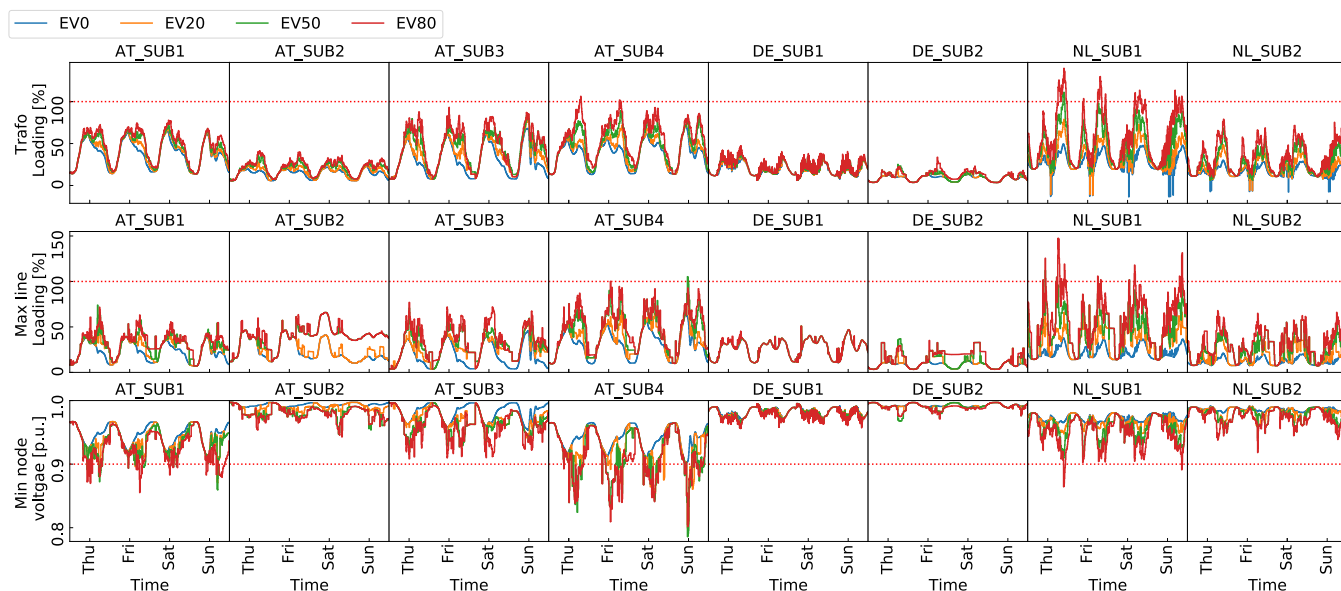 EV0 EV20 EV50 EV80
AT_SUB1 AT_SUB2 AT_SUB3 AT_SUB4 DE_SUB1 DE_SUB2 NL_SUB1 NL_SUB2
Trafo
Loading [%]
100
50
0
AT_SUB1 AT_SUB2 AT_SUB3 AT_SUB4 DE_SUB1 DE_SUB2 NL_SUB1 NL_SUB2
Max line
Loading [%]
150
100
50
0
AT_SUB1 AT_SUB2 AT_SUB3 AT_SUB4 DE_SUB1 DE_SUB2 NL_SUB1 NL_SUB2
Min node
voltgae [p.u.]
1.0
0.9
0.8
Thu Fri Sat Sun Thu Fri Sat Sun Thu Fri Sat Sun Thu Fri Sat Sun Thu Fri Sat Sun Thu Fri Sat Sun Thu Fri Sat Sun Thu Fri Sat Sun
Time Time Time Time Time Time Time Time